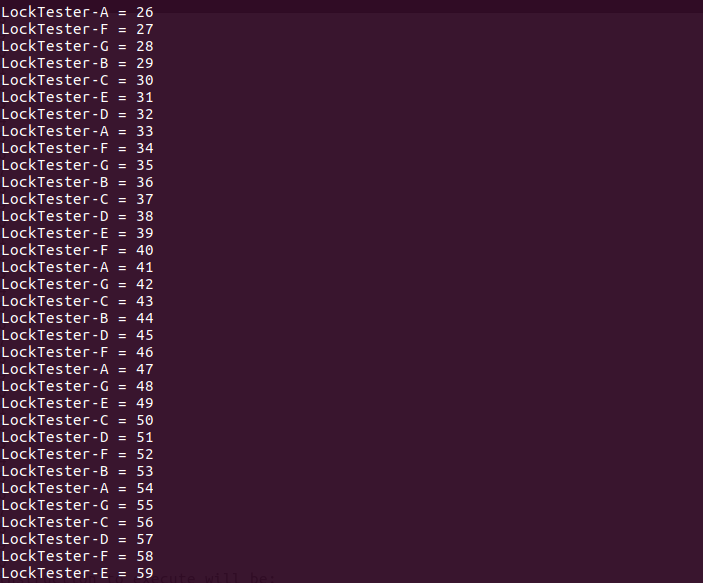 LockTester-A = 26
LockTester-F = 27
LockTester-G = 28
LockTester-B = 29
LockTester-C = 30
LockTester-E = 31
LockTester-D = 32
LockTester-A = 33
LockTester-F = 34
LockTester-G = 35
LockTester-B = 36
LockTester-C = 37
LockTester-D = 38
LockTester-E = 39
LockTester-F = 40
LockTester-A = 41
LockTester-G = 42
LockTester-C = 43
LockTester-B = 44
LockTester-D = 45
LockTester-F = 46
LockTester-A = 47
LockTester-G = 48
LockTester-E = 49
LockTester-C = 50
LockTester-D = 51
LockTester-F = 52
LockTester-B = 53
LockTester-A = 54
LockTester-G = 55
LockTester-C = 56
LockTester-D = 57
LockTester-F = 58
LockTester-E = 59
will be: